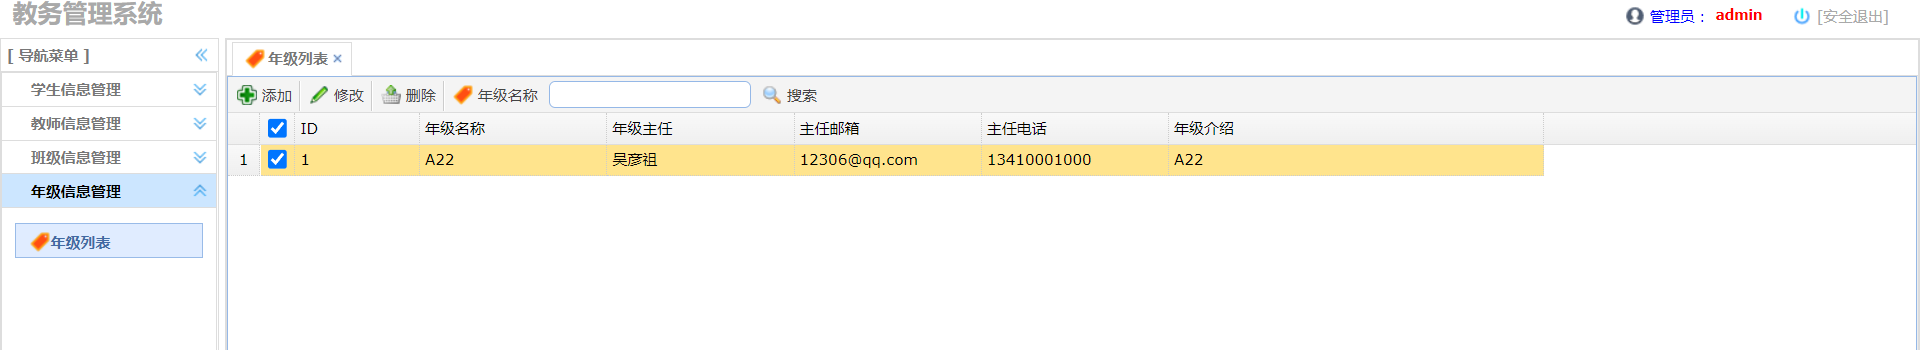 教务管理系统
管理员： admin [安全退出]
[ 导航菜单 ]
学生信息管理
教师信息管理
班级信息管理
年级信息管理
年级列表
年级列表
添加 修改 删除 年级名称 搜索
ID 年级名称 年级主任 主任邮箱 主任电话 年级介绍
1 1 A22 吴彦祖 12306@qq.com 13410001000 A22